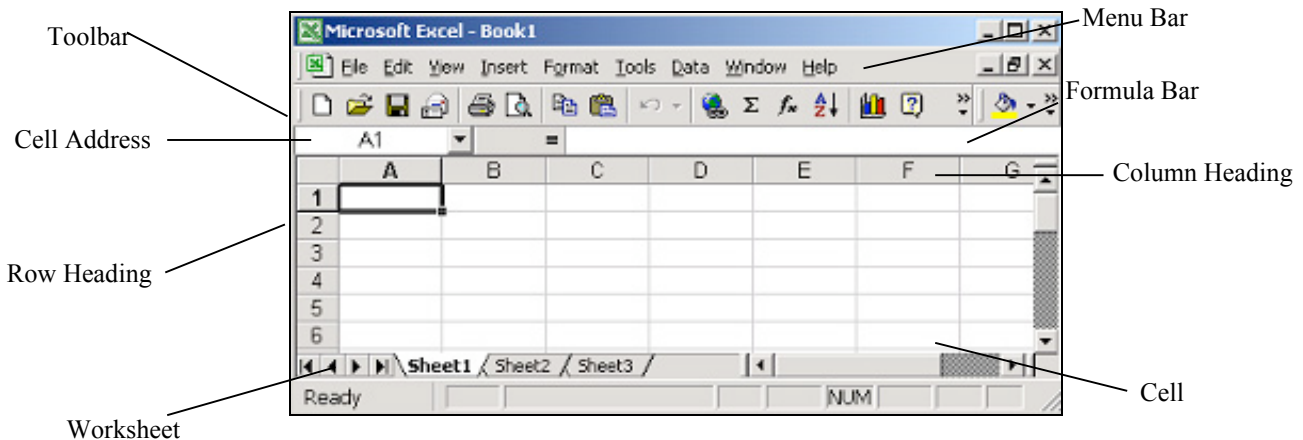 Menu Bar
Toolbar
Microsoft Excel - Book1
File Edit View Insert Format Tools Data Window Help
Formula Bar
Cell Address
A1 =
Column Heading
A B C D E F G
1
2
3
Row Heading
4
5
6
Sheet1 Sheet2 Sheet3
Cell
Ready NUM
Worksheet